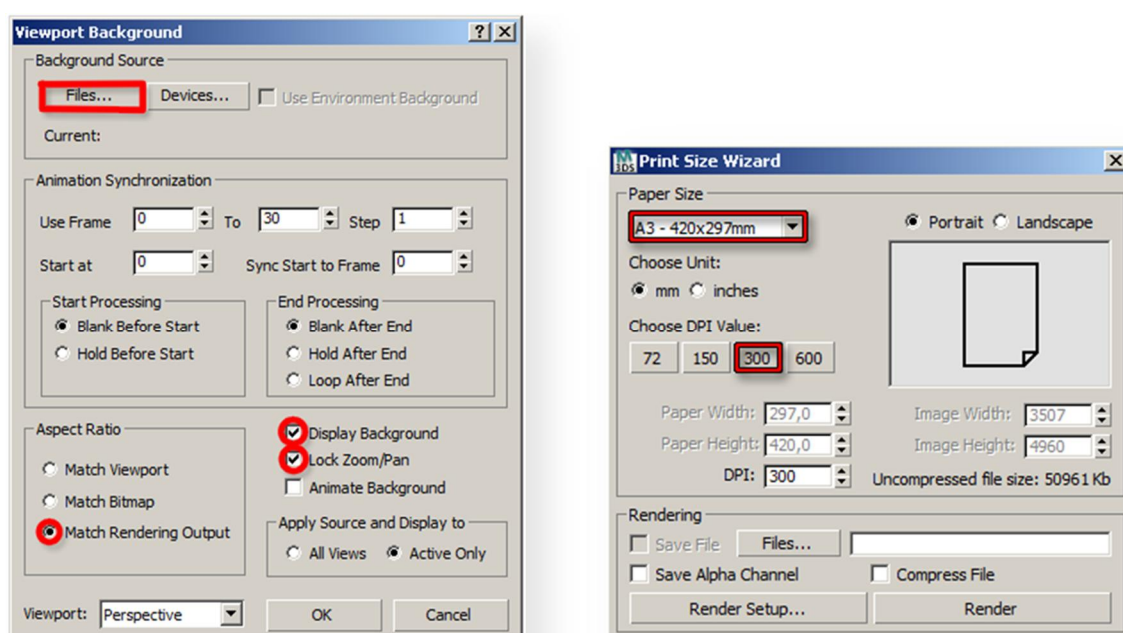 Viewport Background
Background Source
Files... Devices... Use Environment Background
Current:
Animation Synchronization
Use Frame 0 To 30 Step 1
Start at 0 Sync Start to Frame 0
Start Processing
Blank Before Start
Hold Before Start
End Processing
Blank After End
Hold After End
Loop After End
Aspect Ratio
Match Viewport
Match Bitmap
Match Rendering Output
Display Background
Lock Zoom/Pan
Animate Background
Apply Source and Display to
All Views Active Only
Viewport: Perspective OK Cancel
Print Size Wizard
Paper Size
A3 - 420x297mm Portrait Landscape
Choose Unit:
mm inches
Choose DPI Value:
72 150 300 600
Paper Width: 297,0 Image Width: 3507
Paper Height: 420,0 Image Height: 4960
DPI: 300 Uncompressed file size: 50961 Kb
Rendering
Save File Files...
Save Alpha Channel Compress File
Render Setup... Render